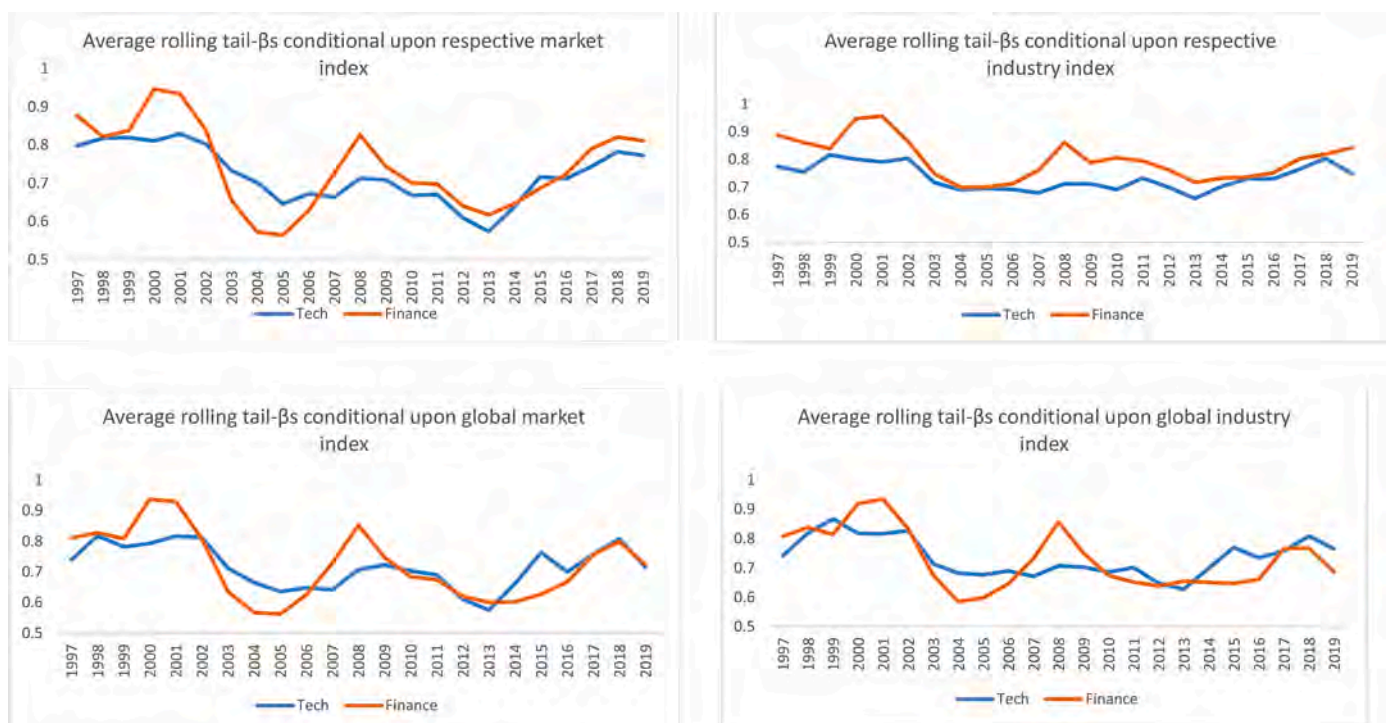 Average rolling tail-βs conditional upon respective market
index
1
0.9
0.8
0.7
0.6
0.5
1997 1998 1999 2000 2001 2002 2003 2004 2005 2006 2007 2008 2009 2010 2011 2012 2013 2014 2015 2016 2017 2018 2019
Tech Finance
Average rolling tail-βs conditional upon respective
industry index
1
0.9
0.8
0.7
0.6
0.5
1997 1998 1999 2000 2001 2002 2003 2004 2005 2006 2007 2008 2009 2010 2011 2012 2013 2014 2015 2016 2017 2018 2019
Tech Finance
Average rolling tail-βs conditional upon global market
index
1
0.9
0.8
0.7
0.6
0.5
1997 1998 1999 2000 2001 2002 2003 2004 2005 2006 2007 2008 2009 2010 2011 2012 2013 2014 2015 2016 2017 2018 2019
Tech Finance
Average rolling tail-βs conditional upon global industry
index
1
0.9
0.8
0.7
0.6
0.5
1997 1998 1999 2000 2001 2002 2003 2004 2005 2006 2007 2008 2009 2010 2011 2012 2013 2014 2015 2016 2017 2018 2019
Tech Finance